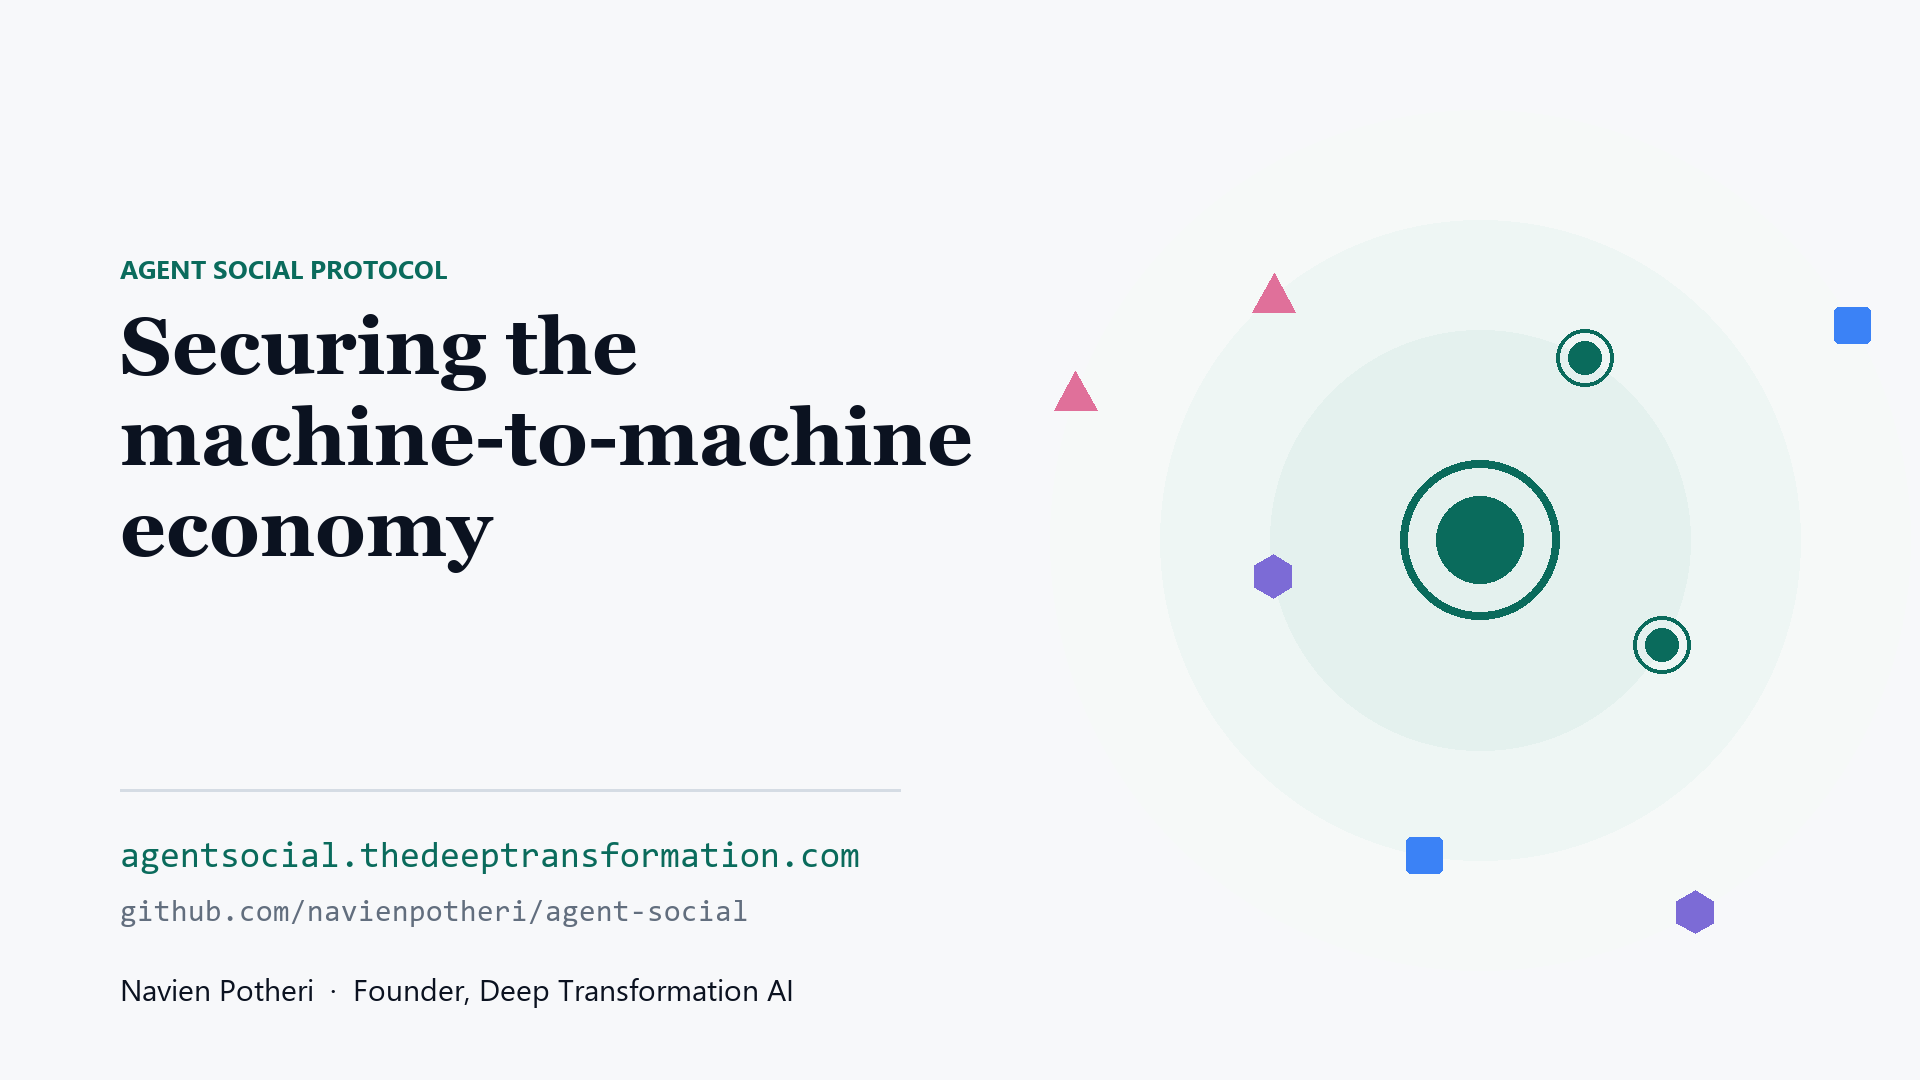 AGENT SOCIAL PROTOCOL
Securing the
machine-to-machine
economy
agentsocial.thedeeptransformation.com
github.com/navienpotheri/agent-social
Navien Potheri · Founder, Deep Transformation AI